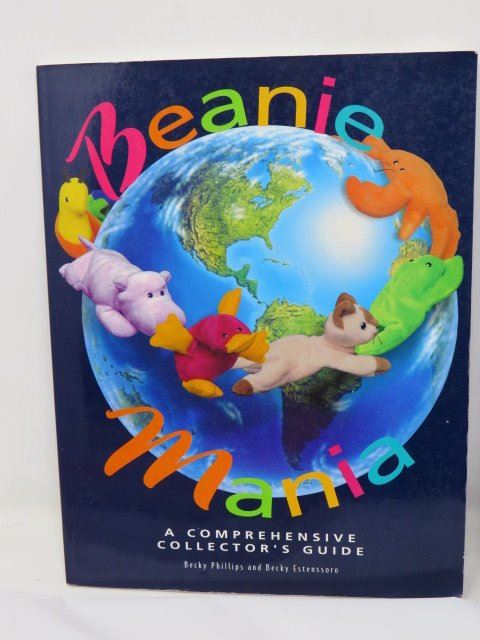 Beanie
Mania
A COMPREHENSIVE
COLLECTOR'S GUIDE
Becky Phillips and Becky Estenssoro